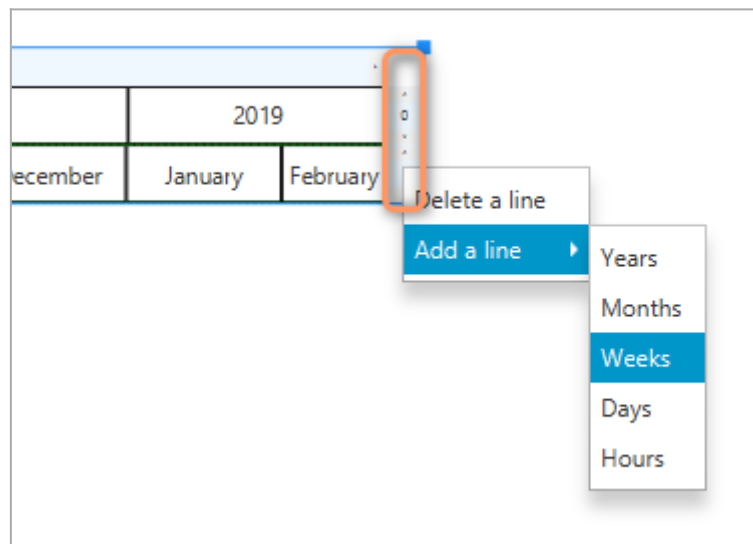 2019
ecember
January
February
Delete a line
Add a line
Years
Months
Weeks
Days
Hours